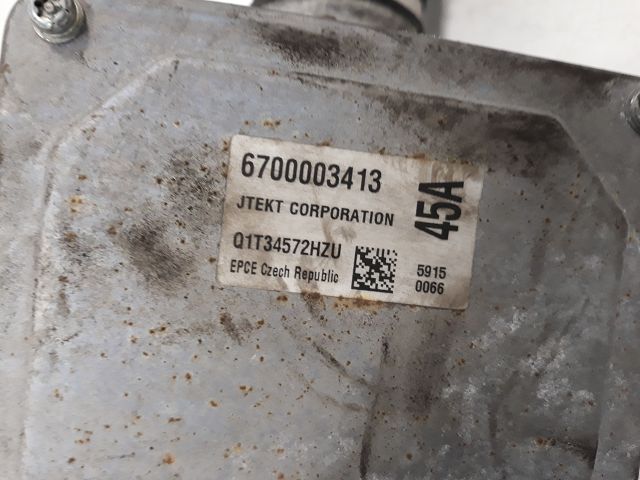 6700003413
JTEKT CORPORATION
45A
Q1T34572HZU
EPCE Czech Republic
5915
0066